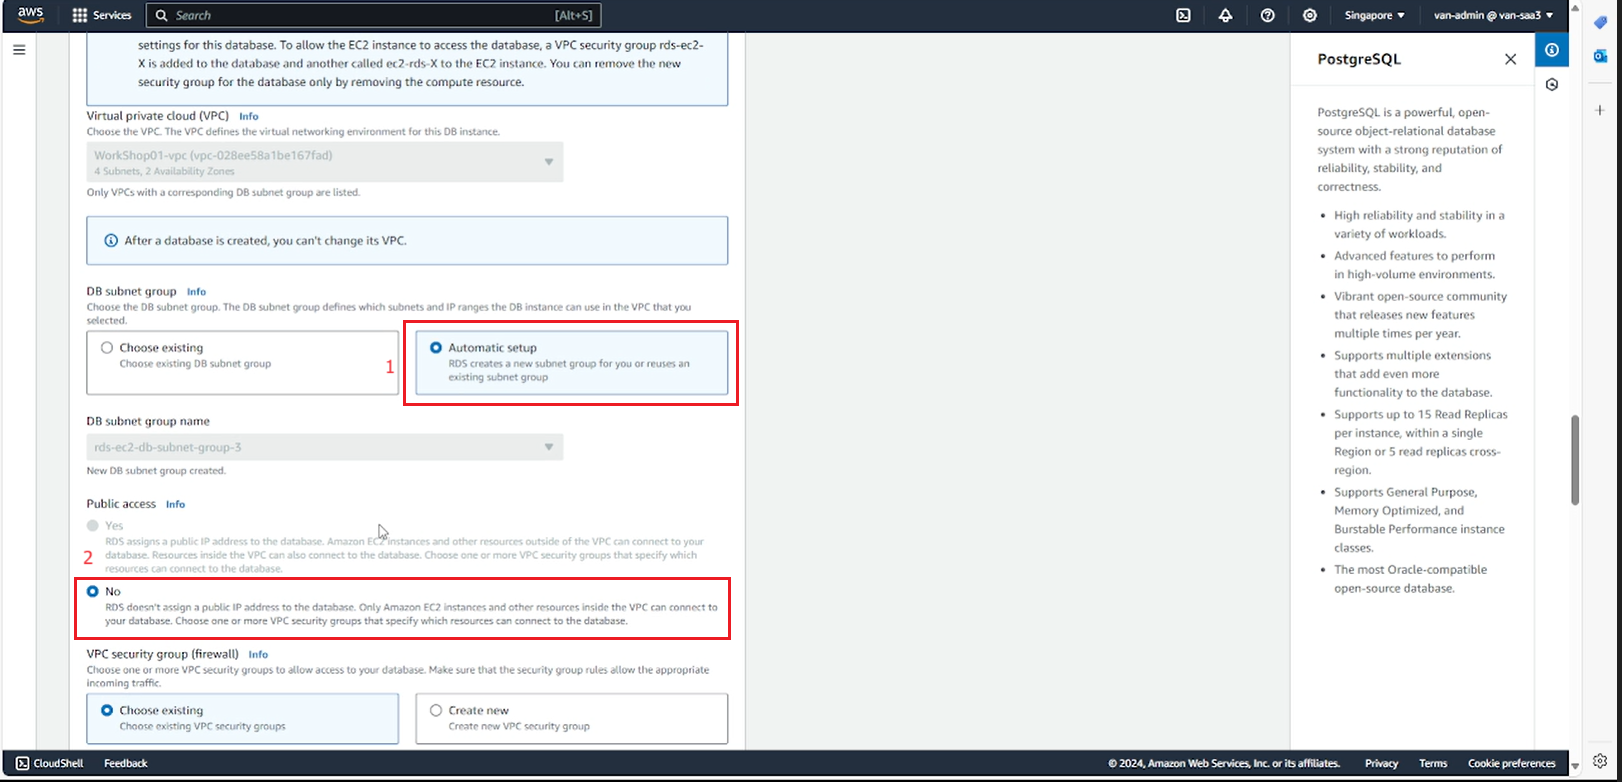 aws
Services
Search
[Alt+S]
Singapore
van-admin @ van-saa3
settings for this database. To allow the EC2 instance to access the database, a VPC security group rds-ec2-
X is added to the database and another called ec2-rds-X to the EC2 instance. You can remove the new
security group for the database only by removing the compute resource.
Virtual private cloud (VPC) Info
Choose the VPC. The VPC defines the virtual networking environment for this DB instance.
WorkShop01-vpc (vpc-028ee58a1be167fad)
4 Subnets, 2 Availability Zones
Only VPCs with a corresponding DB subnet group are listed.
After a database is created, you can't change its VPC.
DB subnet group Info
Choose the DB subnet group. The DB subnet group defines which subnets and IP ranges the DB instance can use in the VPC that you
selected.
Choose existing
Choose existing DB subnet group
1
Automatic setup
RDS creates a new subnet group for you or reuses an
existing subnet group
DB subnet group name
rds-ec2-db-subnet-group-3
New DB subnet group created.
Public access Info
Yes
RDS assigns a public IP address to the database. Amazon EC2 instances and other resources outside of the VPC can connect to your
database. Resources inside the VPC can also connect to the database. Choose one or more VPC security groups that specify which
resources can connect to the database.
2
No
RDS doesn't assign a public IP address to the database. Only Amazon EC2 instances and other resources inside the VPC can connect to
your database. Choose one or more VPC security groups that specify which resources can connect to the database.
VPC security group (firewall) Info
Choose one or more VPC security groups to allow access to your database. Make sure that the security group rules allow the appropriate
incoming traffic.
Choose existing
Choose existing VPC security groups
Create new
Create new VPC security group
PostgreSQL
PostgreSQL is a powerful, open-
source object-relational database
system with a strong reputation of
reliability, stability, and
correctness.
• High reliability and stability in a
variety of workloads.
• Advanced features to perform
in high-volume environments.
• Vibrant open-source community
that releases new features
multiple times per year.
• Supports multiple extensions
that add even more
functionality to the database.
• Supports up to 15 Read Replicas
per instance, within a single
Region or 5 read replicas cross-
region.
• Supports General Purpose,
Memory Optimized, and
Burstable Performance instance
classes.
• The most Oracle-compatible
open-source database.
CloudShell
Feedback
© 2024, Amazon Web Services, Inc. or its affiliates.
Privacy
Terms
Cookie preferences